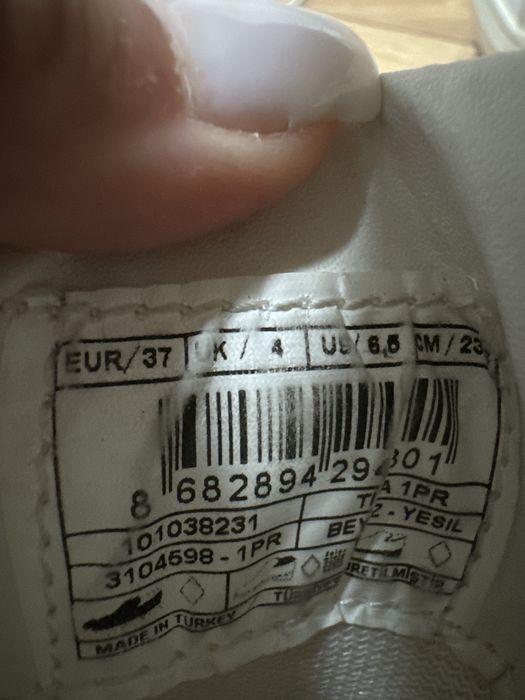 EUR/37 UK / 4 US/ 6,5 CM / 23
8 682894 29 301
101038231 1PR
3104598 - 1PR - YESIL
MADE IN TURKEY